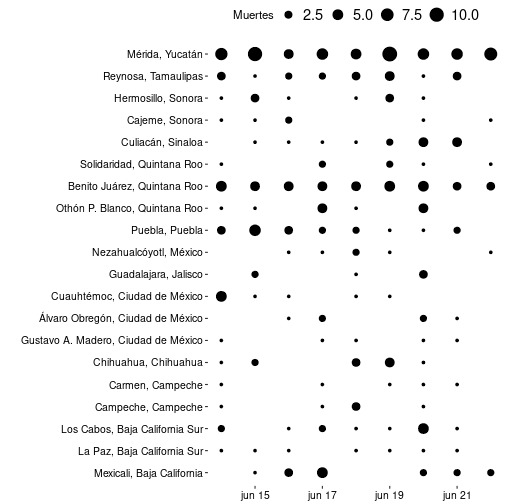 Muertes 2.5 5.0 7.5 10.0
Mérida, Yucatán
Reynosa, Tamaulipas
Hermosillo, Sonora
Cajeme, Sonora
Culiacán, Sinaloa
Solidaridad, Quintana Roo
Benito Juárez, Quintana Roo
Othón P. Blanco, Quintana Roo
Puebla, Puebla
Nezahualcóyotl, México
Guadalajara, Jalisco
Cuauhtémoc, Ciudad de México
Álvaro Obregón, Ciudad de México
Gustavo A. Madero, Ciudad de México
Chihuahua, Chihuahua
Carmen, Campeche
Campeche, Campeche
Los Cabos, Baja California Sur
La Paz, Baja California Sur
Mexicali, Baja California
jun 15 jun 17 jun 19 jun 21